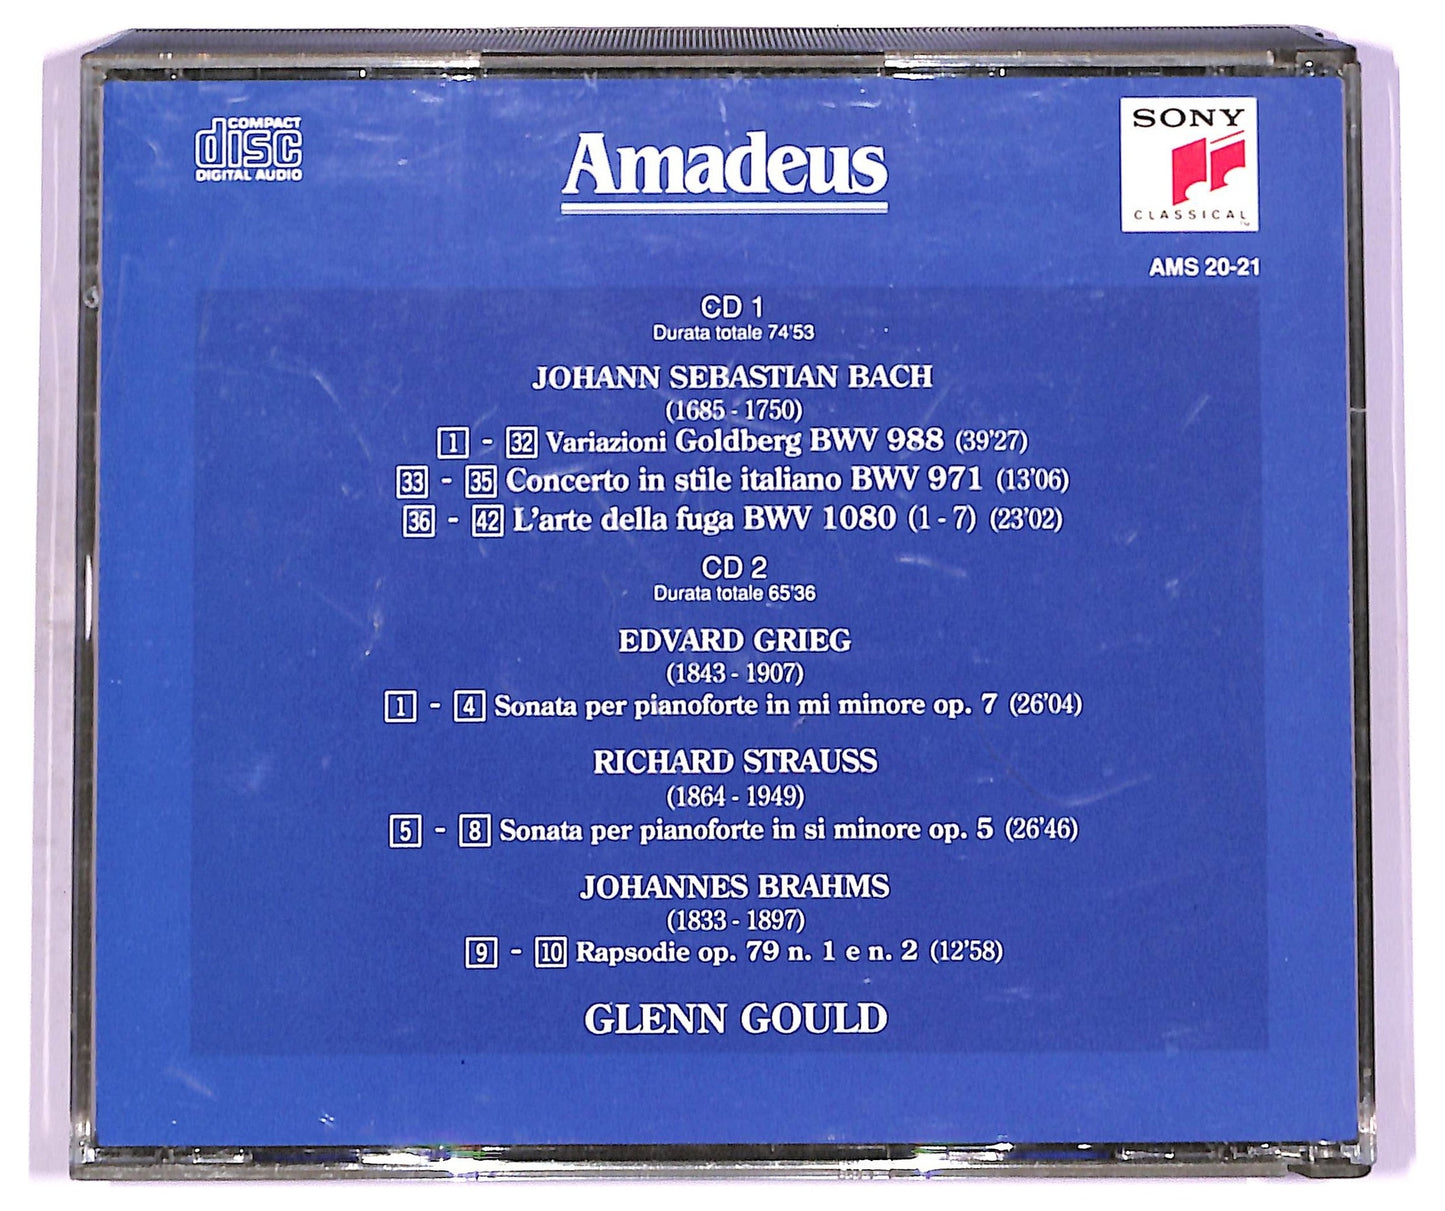 COMPACT
disc
DIGITAL AUDIO
Amadeus
SONY
CLASSICAL
TM
AMS 20-21
CD 1
Durata totale 74'53
JOHANN SEBASTIAN BACH
(1685 - 1750)
1 - 32 Variazioni Goldberg BWV 988 (39'27)
33 - 35 Concerto in stile italiano BWV 971 (13'06)
36 - 42 L'arte della fuga BWV 1080 (1 - 7) (23'02)
CD 2
Durata totale 65'36
EDVARD GRIEG
(1843 - 1907)
1 - 4 Sonata per pianoforte in mi minore op. 7 (26'04)
RICHARD STRAUSS
(1864 - 1949)
5 - 8 Sonata per pianoforte in si minore op. 5 (26'46)
JOHANNES BRAHMS
(1833 - 1897)
9 - 10 Rapsodie op. 79 n. 1 e n. 2 (12'58)
GLENN GOULD